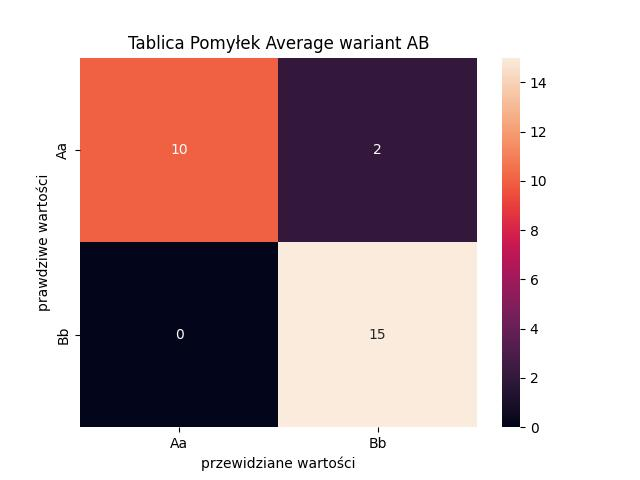 Tablica Pomyłek Average wariant AB
prawdziwe wartości
Aa
Bb
10
2
0
15
Aa
Bb
przewidziane wartości
14
12
10
8
6
4
2
0